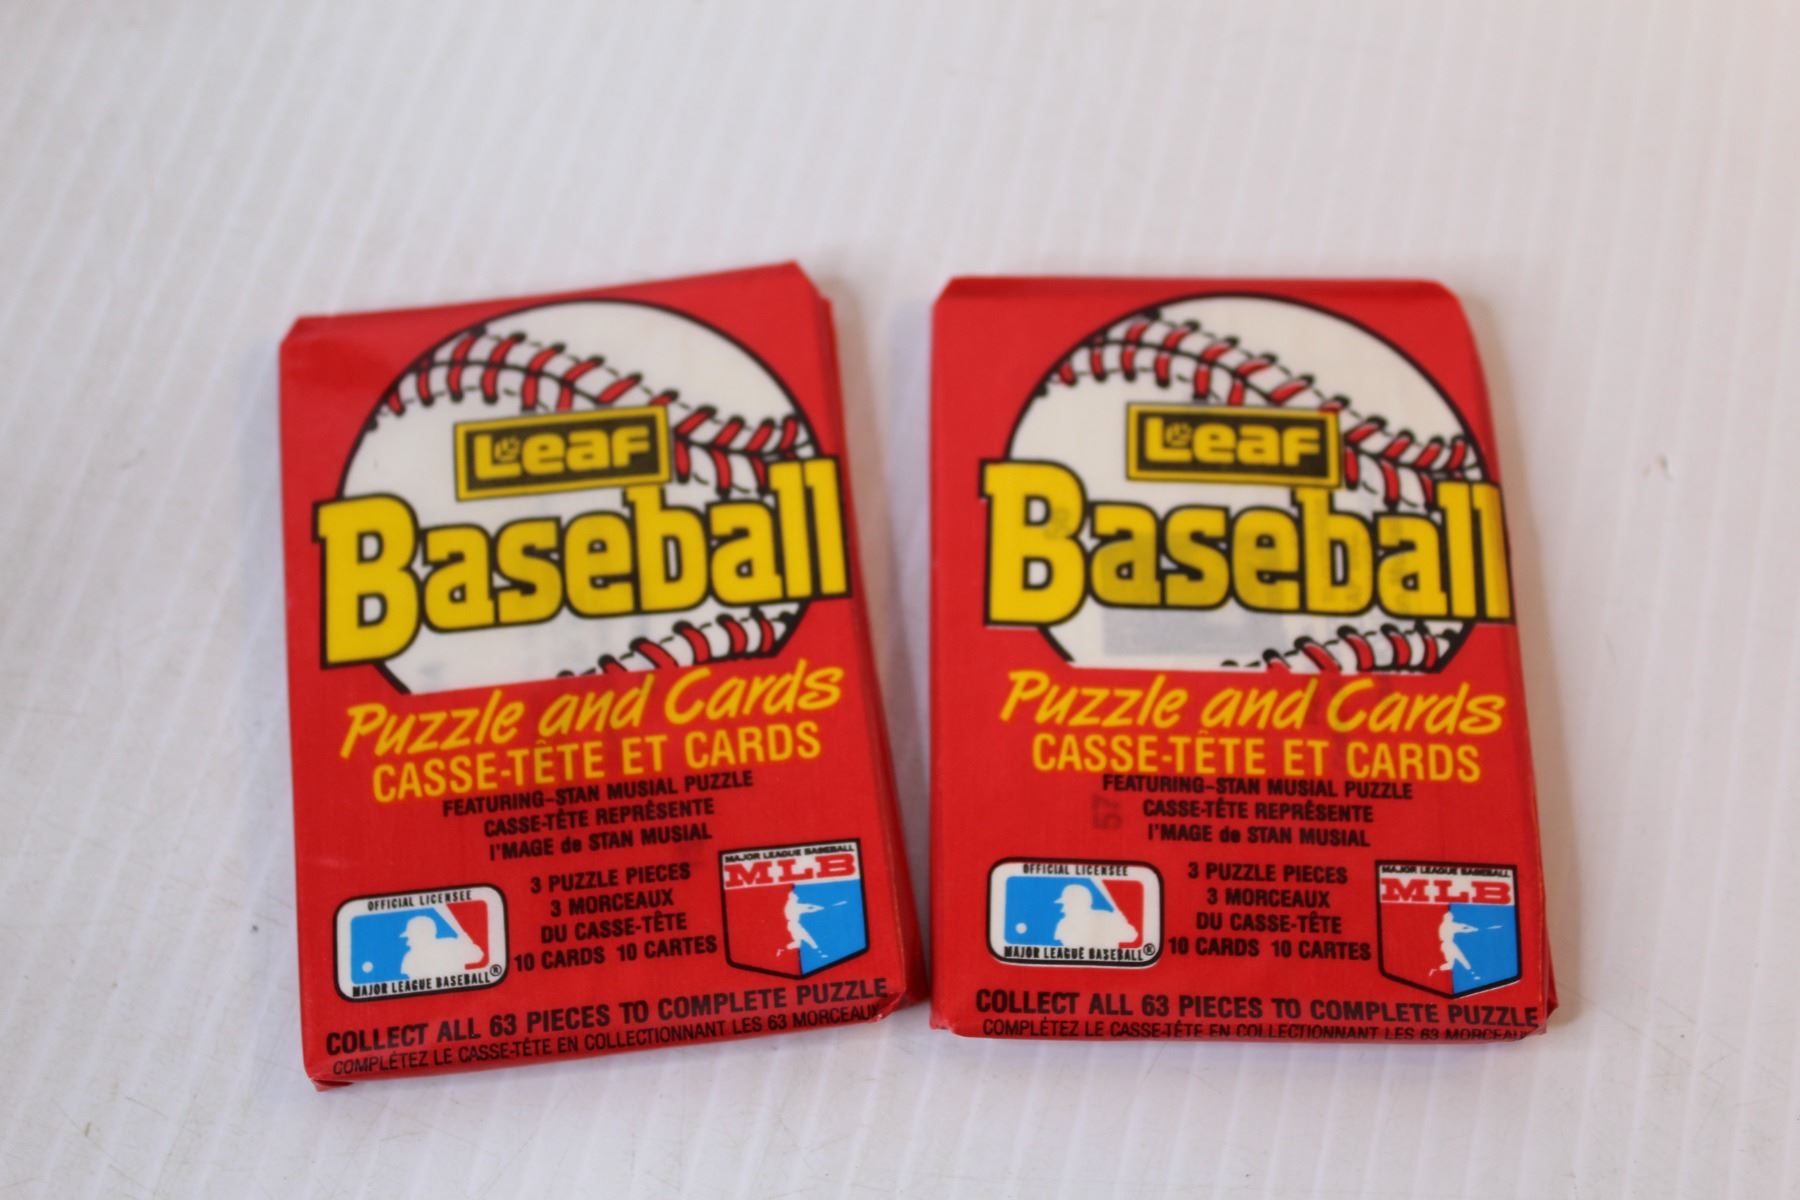 Leaf
Baseball
Puzzle and Cards
CASSE-TÊTE ET CARDS
FEATURING-STAN MUSIAL PUZZLE
CASSE-TÊTE REPRÊSENTE
l'MAGE de STAN MUSIAL
3 PUZZLE PIECES
3 MORCEAUX
DU CASSE-TÊTE
10 CARDS 10 CARTES
OFFICIAL LICENSEE
MAJOR LEAGUE BASEBALL®
MAJOR LEAGUE BASEBALL
MLB
COLLECT ALL 63 PIECES TO COMPLETE PUZZLE
COMPLÉTEZ LE CASSE-TÊTE EN COLLECTIONNANT LES 63 MORCEAUX
Leaf
Baseball
Puzzle and Cards
CASSE-TÊTE ET CARDS
FEATURING-STAN MUSIAL PUZZLE
CASSE-TÊTE REPRÊSENTE
l'MAGE de STAN MUSIAL
57
3 PUZZLE PIECES
3 MORCEAUX
DU CASSE-TÊTE
10 CARDS 10 CARTES
OFFICIAL LICENSEE
MAJOR LEAGUE BASEBALL®
MAJOR LEAGUE BASEBALL
MLB
COLLECT ALL 63 PIECES TO COMPLETE PUZZLE
COMPLÉTEZ LE CASSE-TÊTE EN COLLECTIONNANT LES 63 MORCEAUX